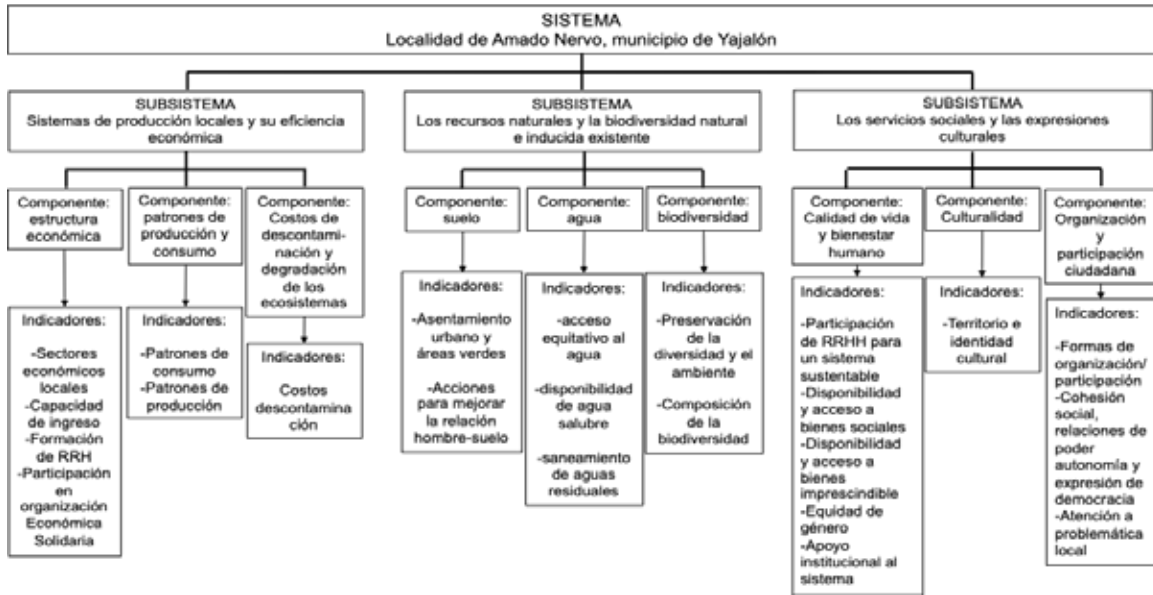 SISTEMA
Localidad de Amado Nervo, municipio de Yajalón
SUBSISTEMA
Sistemas de producción locales y su eficiencia
económica
SUBSISTEMA
Los recursos naturales y la biodiversidad natural
e inducida existente
SUBSISTEMA
Los servicios sociales y las expresiones
culturales
Componente:
estructura
económica
Componente:
patrones de
producción y
consumo
Componente:
Costos de
descontami-
nación y
degradación
de los
ecosistemas
Componente:
suelo
Componente:
agua
Componente:
biodiversidad
Componente:
Calidad de vida
y bienestar
humano
Componente:
Culturalidad
Componente:
Organización
y
participación
ciudadana
Indicadores:
-Sectores
económicos
locales
-Capacidad
de ingreso
-Formación
de RRH
-Participación
en
organización
Económica
Solidaria
Indicadores:
-Patrones de
consumo
-Patrones de
producción
Indicadores:
Costos
descontamina
ción
Indicadores:
-Asentamiento
urbano y
áreas verdes
-Acciones
para mejorar
la relación
hombre-suelo
Indicadores:
-acceso
equitativo al
agua
-disponibilidad
de agua
salubre
-saneamiento
de aguas
residuales
Indicadores:
-Preservación
de la
diversidad y el
ambiente
-Composición
de la
biodiversidad
Indicadores:
-Participación
de RRHH para
un sistema
sustentable
-Disponibilidad
y acceso a
bienes sociales
-Disponibilidad
y acceso a
bienes
imprescindible
-Equidad de
género
-Apoyo
institucional al
sistema
Indicadores:
-Territorio e
identidad
cultural
Indicadores:
-Formas de
organización/
participación
-Cohesión
social,
relaciones de
poder
autonomía y
expresión de
democracia
-Atención a
problemática
local